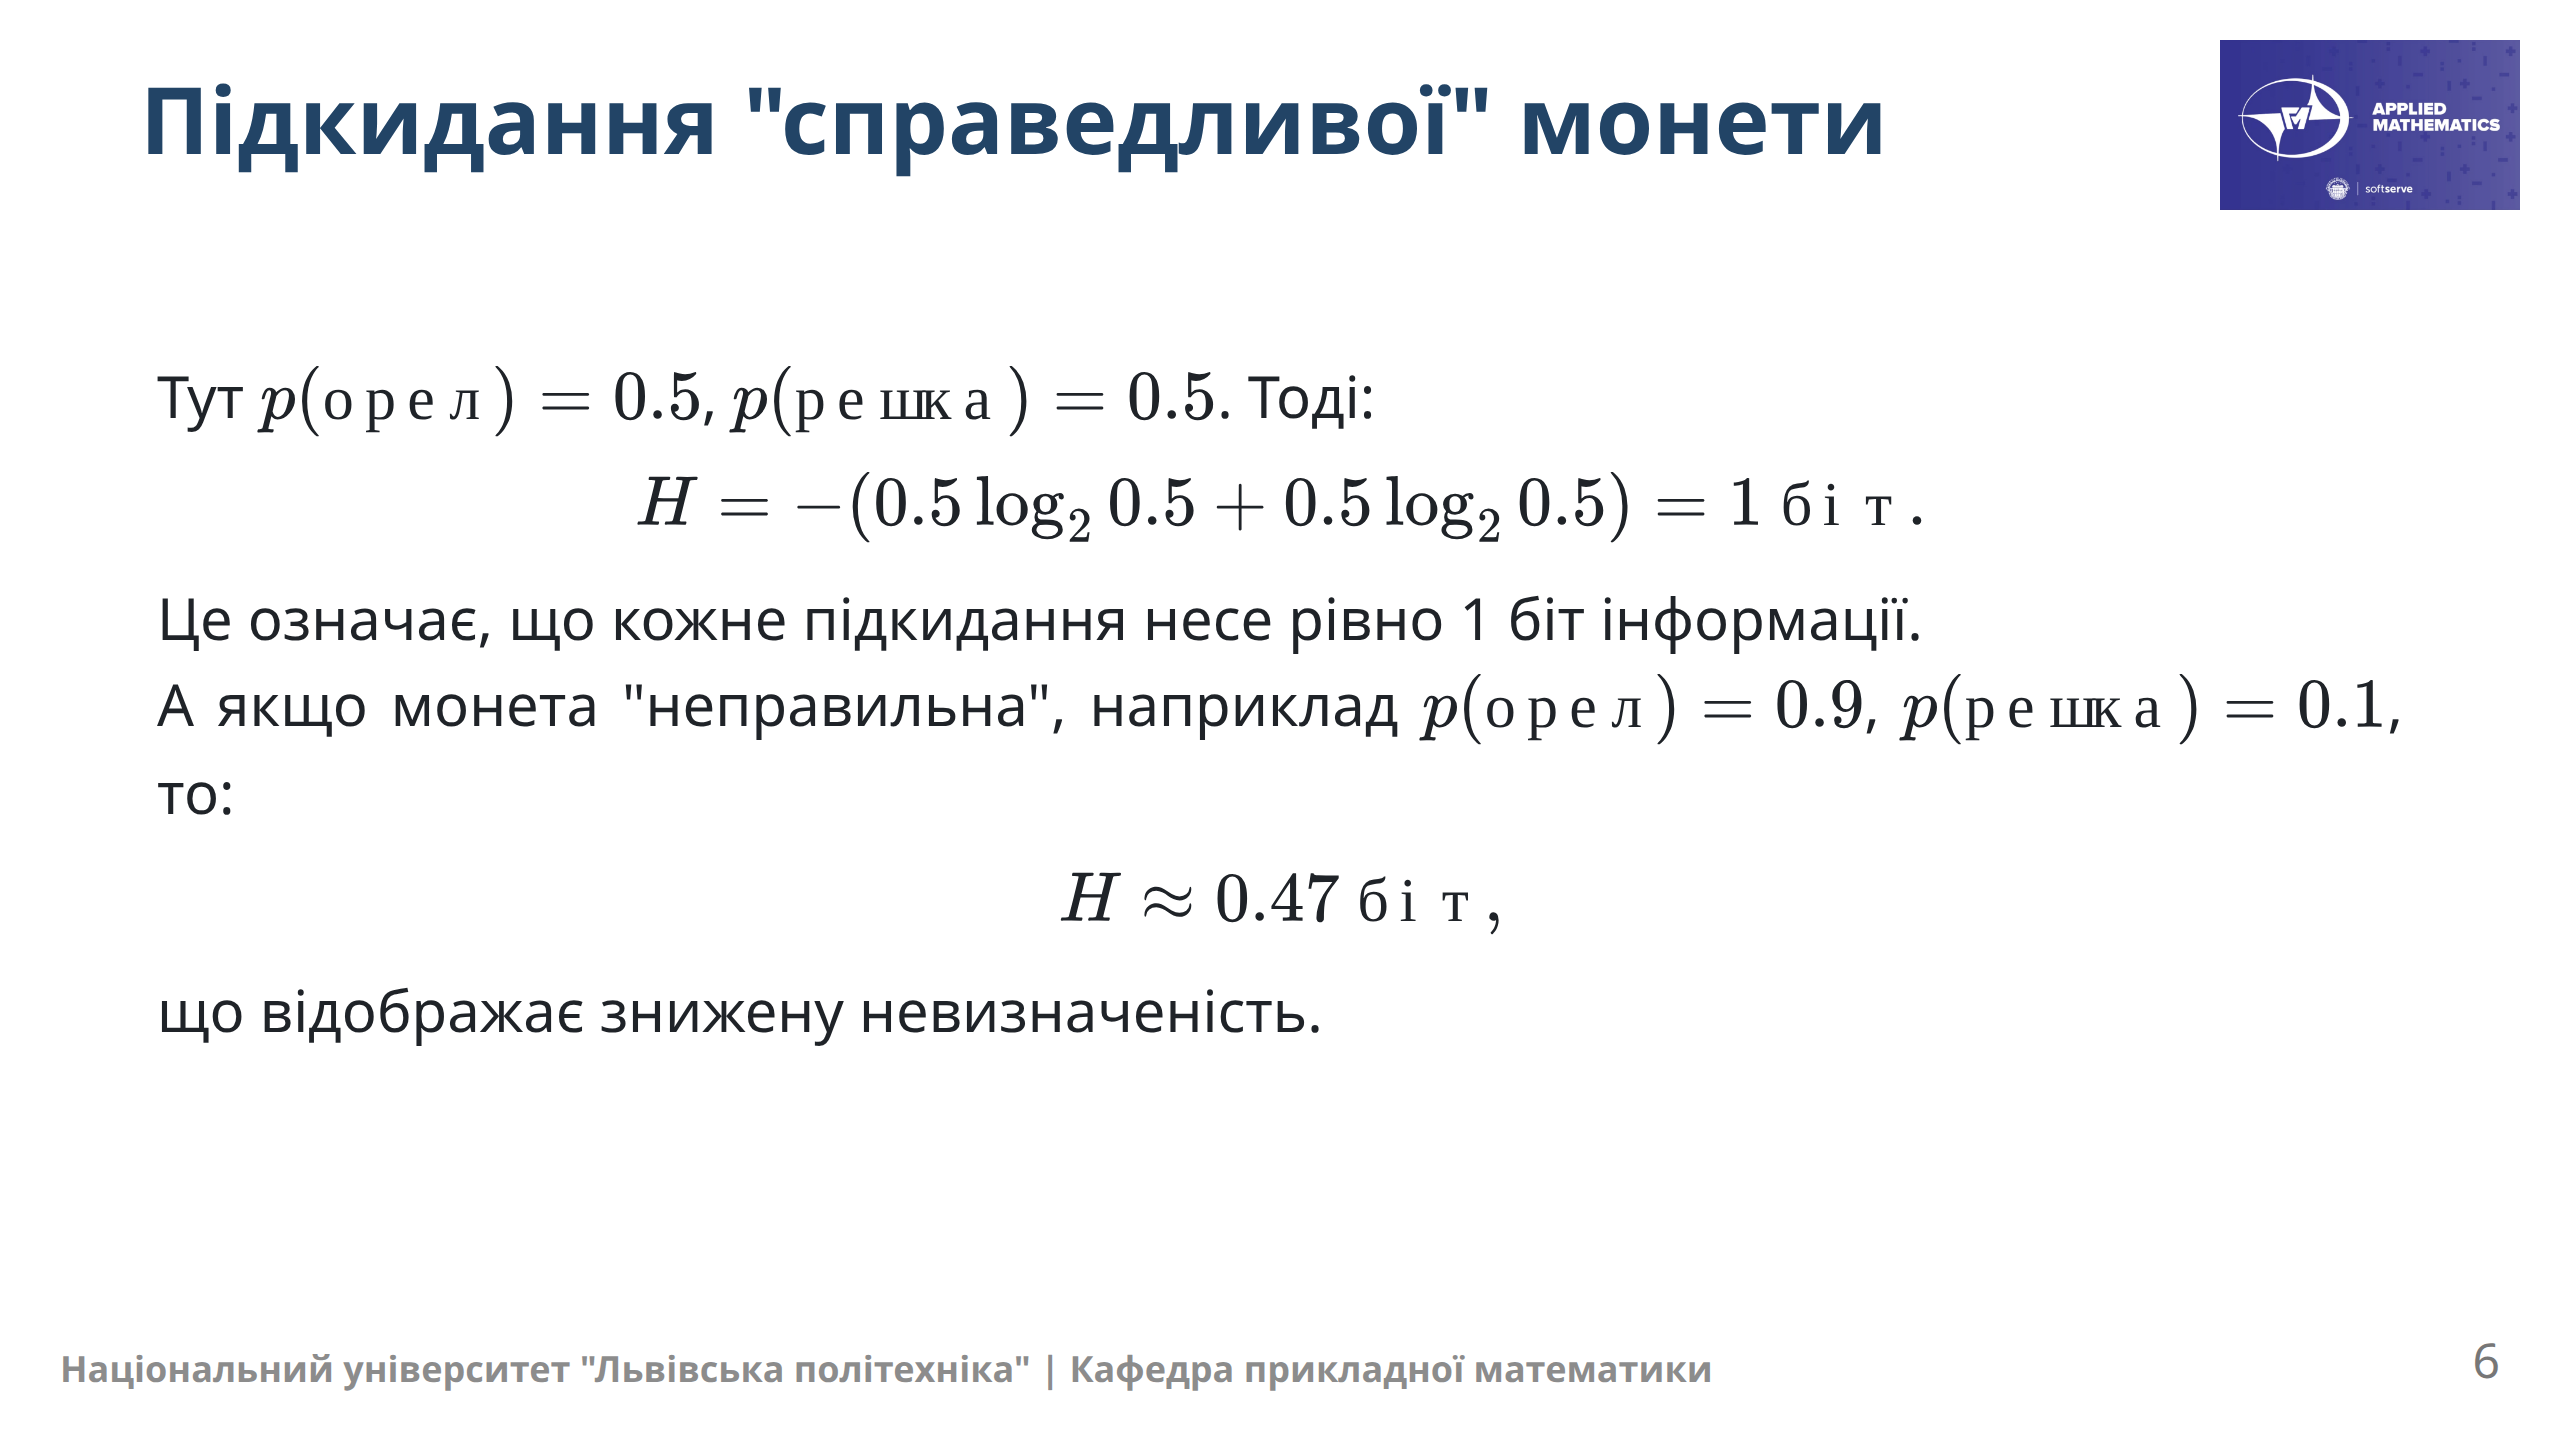 Підкидання "справедливої" монети
APPLIED
MATHEMATICS
softserve
Тут p(орел) = 0.5, p(решка) = 0.5. Тоді:
H = −(0.5 log₂ 0.5 + 0.5 log₂ 0.5) = 1 біт.
Це означає, що кожне підкидання несе рівно 1 біт інформації.
А якщо монета "неправильна", наприклад p(орел) = 0.9, p(решка) = 0.1,
то:
H ≈ 0.47 біт,
що відображає знижену невизначеність.
Національний університет "Львівська політехніка" | Кафедра прикладної математики
6